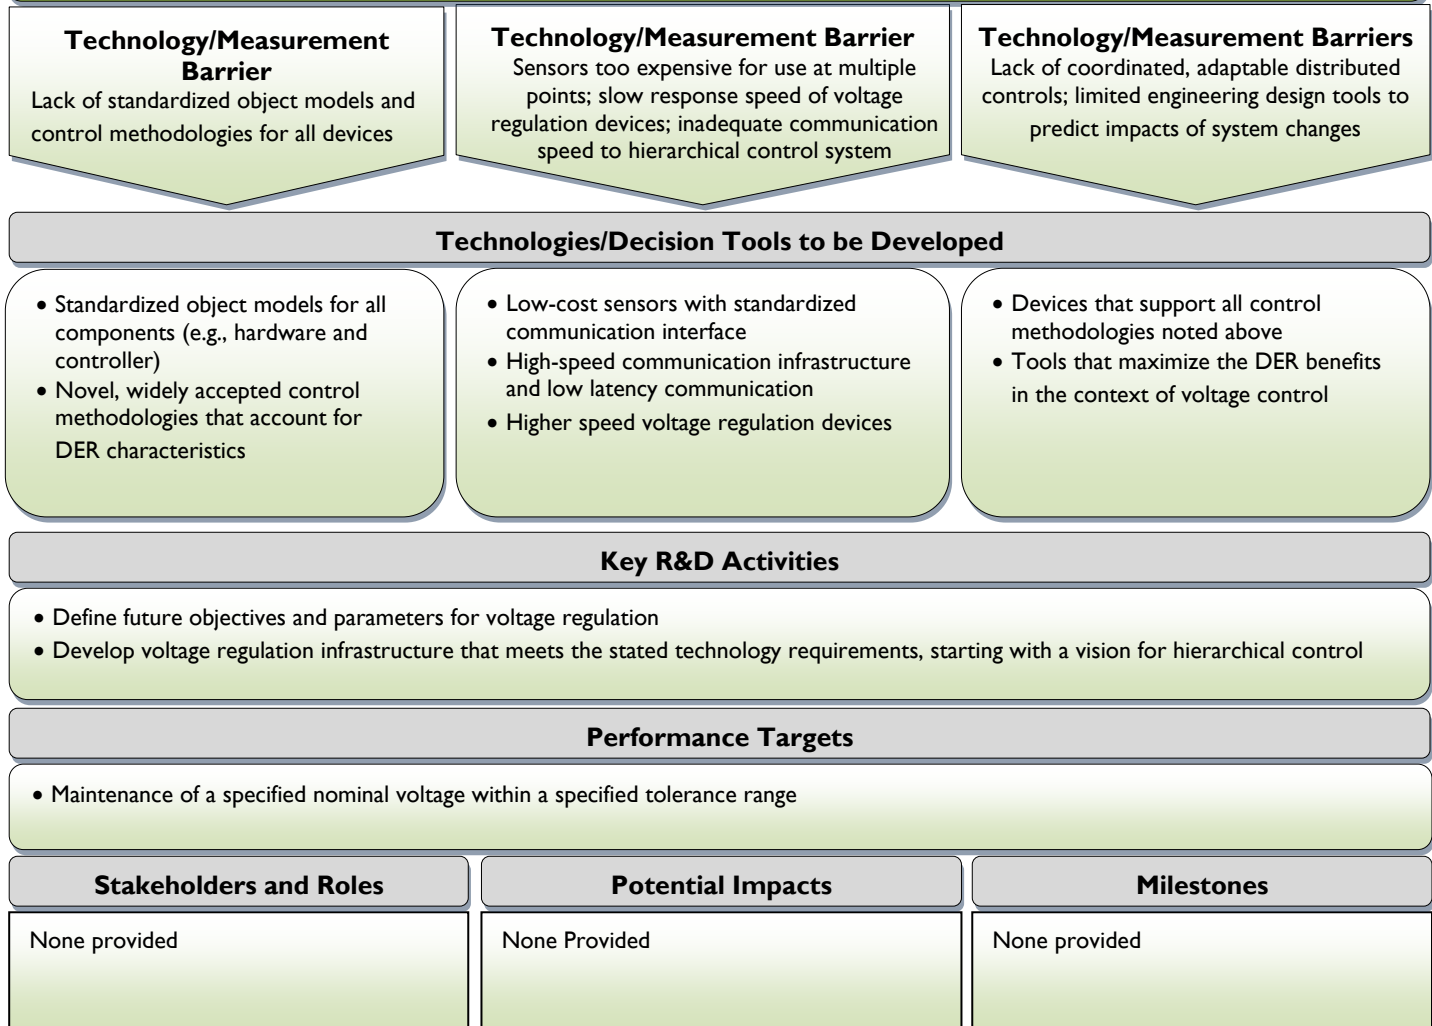 Technology/Measurement
Barrier
Lack of standardized object models and
control methodologies for all devices
Technology/Measurement Barrier
Sensors too expensive for use at multiple
points; slow response speed of voltage
regulation devices; inadequate communication
speed to hierarchical control system
Technology/Measurement Barriers
Lack of coordinated, adaptable distributed
controls; limited engineering design tools to
predict impacts of system changes
Technologies/Decision Tools to be Developed
• Standardized object models for all
components (e.g., hardware and
controller)
• Novel, widely accepted control
methodologies that account for
DER characteristics
• Low-cost sensors with standardized
communication interface
• High-speed communication infrastructure
and low latency communication
• Higher speed voltage regulation devices
• Devices that support all control
methodologies noted above
• Tools that maximize the DER benefits
in the context of voltage control
Key R&D Activities
• Define future objectives and parameters for voltage regulation
• Develop voltage regulation infrastructure that meets the stated technology requirements, starting with a vision for hierarchical control
Performance Targets
• Maintenance of a specified nominal voltage within a specified tolerance range
Stakeholders and Roles
None provided
Potential Impacts
None Provided
Milestones
None provided